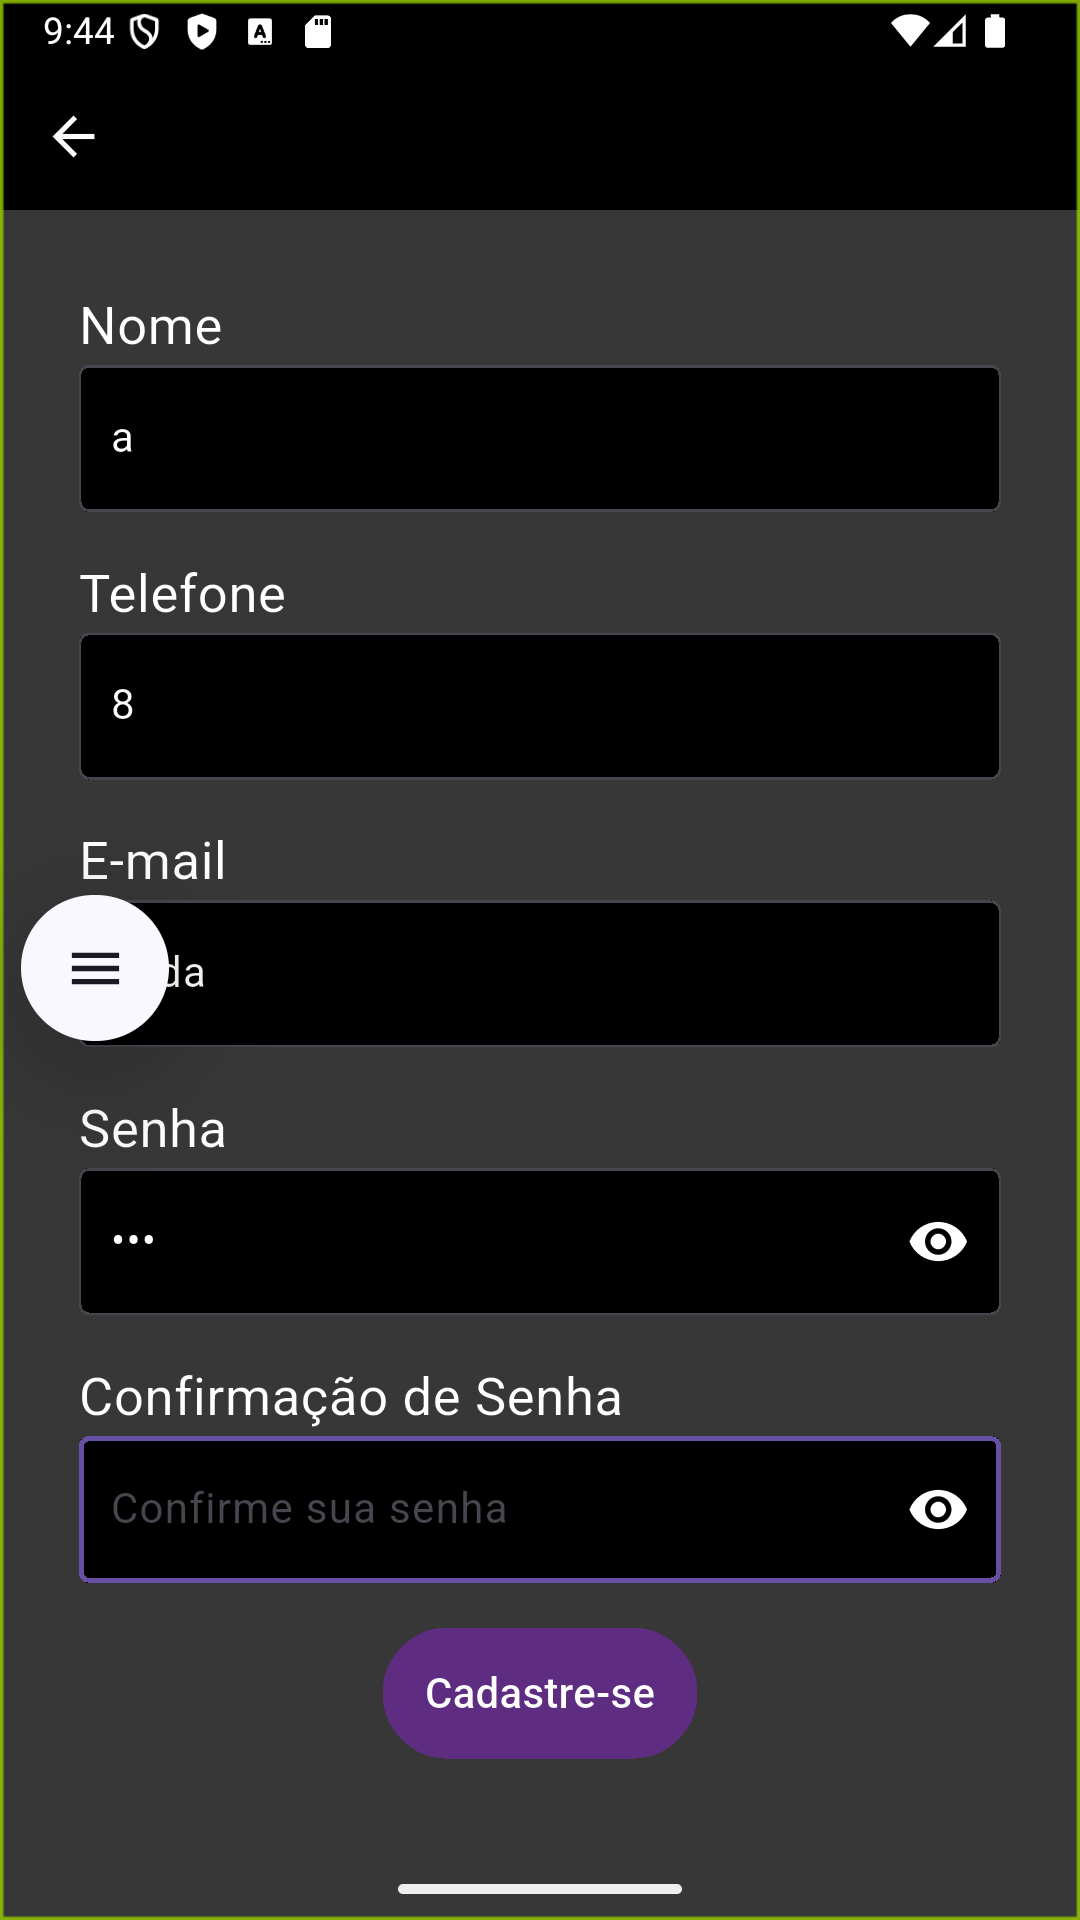 9:44
Nome
a
Telefone
8
E-mail
da
Senha
•••
Confirmação de Senha
Confirme sua senha
Cadastre-se